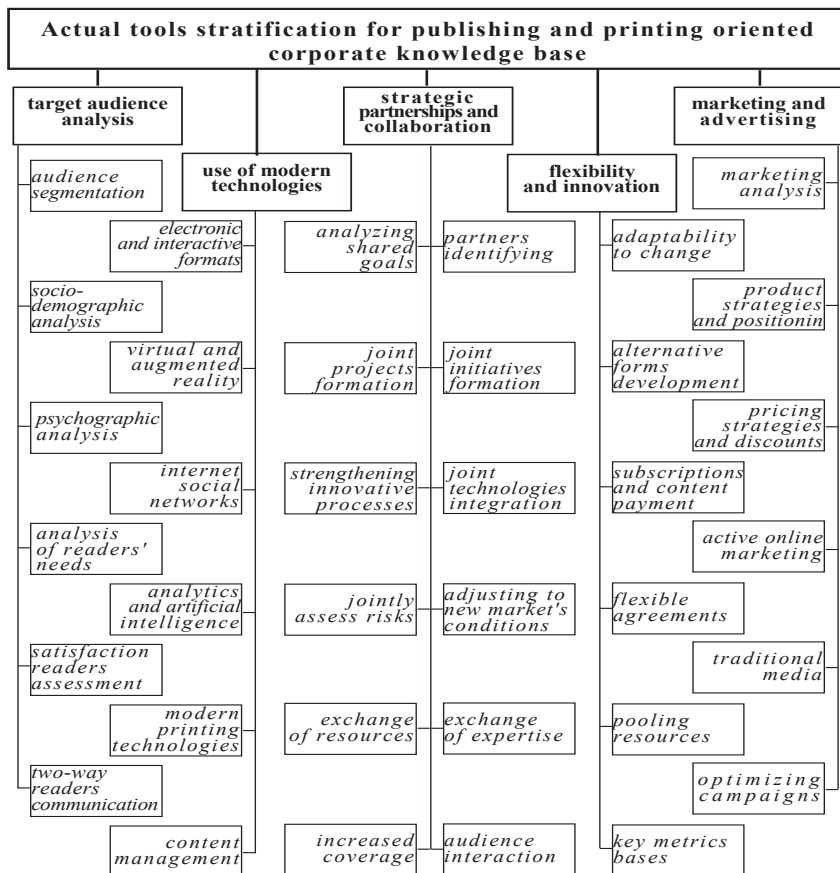 Actual tools stratification for publishing and printing oriented
corporate knowledge base
target audience
analysis
strategic
partnerships and
collaboration
marketing and
advertising
use of modern
technologies
flexibility
and innovation
audience
segmentation
socio-
demographic
analysis
psychographic
analysis
analysis
of readers'
needs
satisfaction
readers
assessment
two-way
readers
communication
electronic
and interactive
formats
virtual and
augmented
reality
internet
social
networks
analytics
and artificial
intelligence
modern
printing
technologies
content
management
analyzing
shared
goals
partners
identifying
joint
projects
formation
joint
initiatives
formation
strengthening
innovative
processes
joint
technologies
integration
jointly
assess risks
adjusting to
new market's
conditions
exchange
of resources
exchange
of expertise
increased
coverage
audience
interaction
adaptability
to change
alternative
forms
development
subscriptions
and content
payment
flexible
agreements
pooling
resources
key metrics
bases
marketing
analysis
product
strategies
and positionin
pricing
strategies
and discounts
active online
marketing
traditional
media
optimizing
campaigns